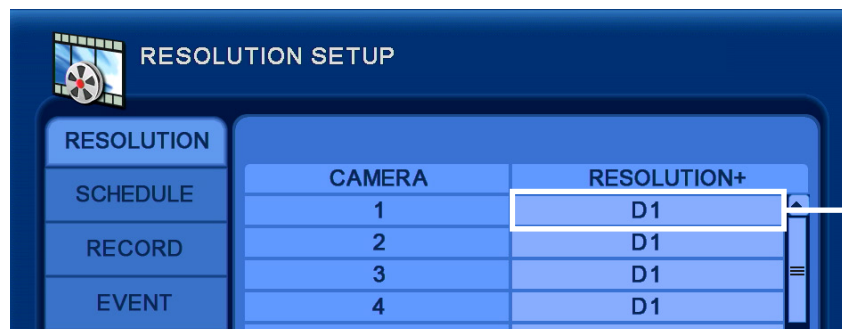 RESOLUTION SETUP
RESOLUTION
SCHEDULE
RECORD
EVENT
CAMERA RESOLUTION+
1 D1
2 D1
3 D1
4 D1